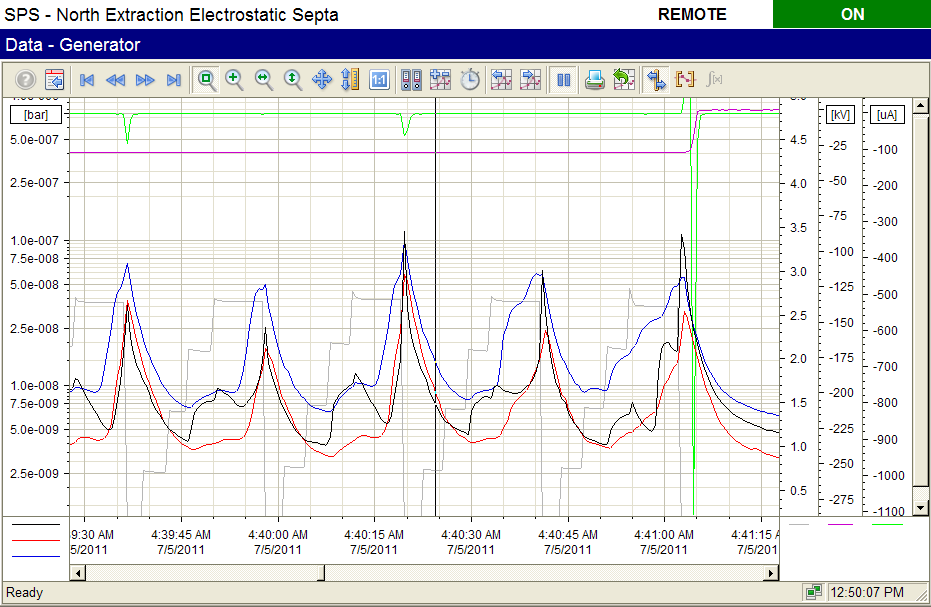 SPS - North Extraction Electrostatic Septa REMOTE ON
Data - Generator
1:1
[bar] [kV] [uA]
5.0e-007 4.5 -25 -100
2.5e-007 4.0 -50 -200
3.5 -75 -300
1.0e-007 -100 -400
7.5e-008 3.0 -125 -500
5.0e-008 2.5 -150 -600
2.5e-008 2.0 -175 -700
1.0e-008 1.5 -200 -800
7.5e-009 1.0 -225 -900
5.0e-009 0.5 -250 -1000
2.5e-009 -275 -1100
9:30 AM 4:39:45 AM 4:40:00 AM 4:40:15 AM 4:40:30 AM 4:40:45 AM 4:41:00 AM 4:41:15 A
5/2011 7/5/2011 7/5/2011 7/5/2011 7/5/2011 7/5/2011 7/5/2011 7/5/201
Ready 12:50:07 PM